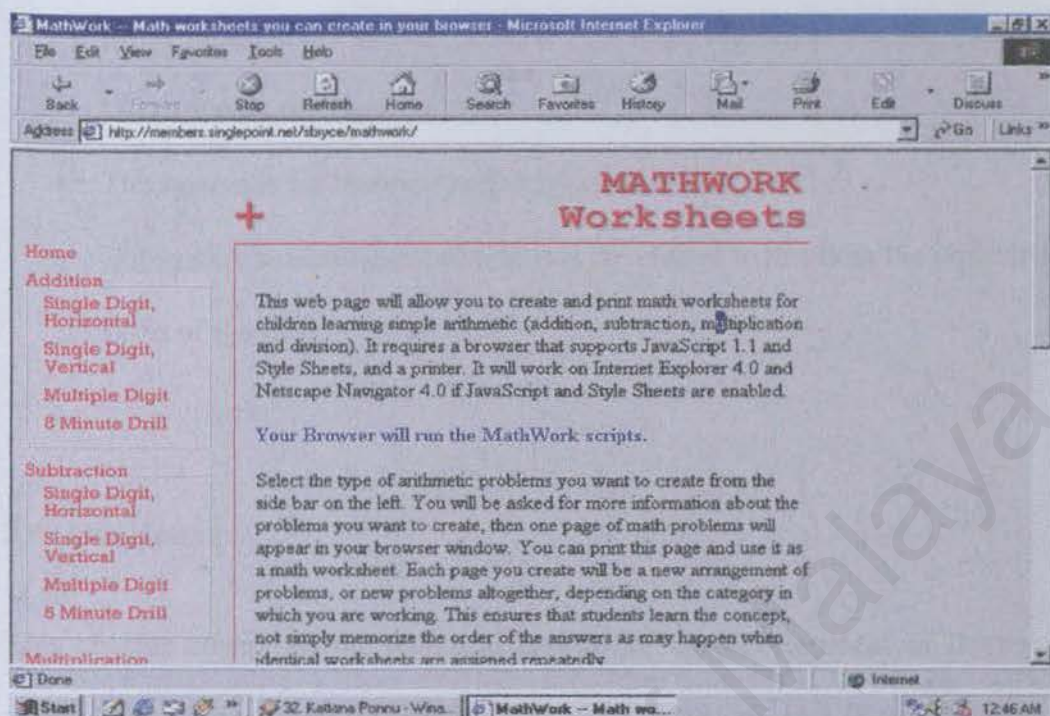 MathWork -- Math worksheets you can create in your browser - Microsoft Internet Explorer
File Edit View Favorites Tools Help
Back Forward Stop Refresh Home Search Favorites History Mail Print Edit Discuss
Address http://members.singlepoint.net/sbryce/mathwork/ Go Links
MATHWORK
Worksheets
Home
Addition
Single Digit,
Horizontal
Single Digit,
Vertical
Multiple Digit
8 Minute Drill
Subtraction
Single Digit,
Horizontal
Single Digit,
Vertical
Multiple Digit
8 Minute Drill
Multiplication
This web page will allow you to create and print math worksheets for
children learning simple arithmetic (addition, subtraction, multiplication
and division). It requires a browser that supports JavaScript 1.1 and
Style Sheets, and a printer. It will work on Internet Explorer 4.0 and
Netscape Navigator 4.0 if JavaScript and Style Sheets are enabled.
Your Browser will run the MathWork scripts.
Select the type of arithmetic problems you want to create from the
side bar on the left. You will be asked for more information about the
problems you want to create, then one page of math problems will
appear in your browser window. You can print this page and use it as
a math worksheet. Each page you create will be a new arrangement of
problems, or new problems altogether, depending on the category in
which you are working. This ensures that students learn the concept,
not simply memorize the order of the answers as may happen when
identical worksheets are assigned repeatedly
Done Internet
Start 32. Kattana Ponnu - Wina... MathWork -- Math wo... 12:46 AM
Malaya